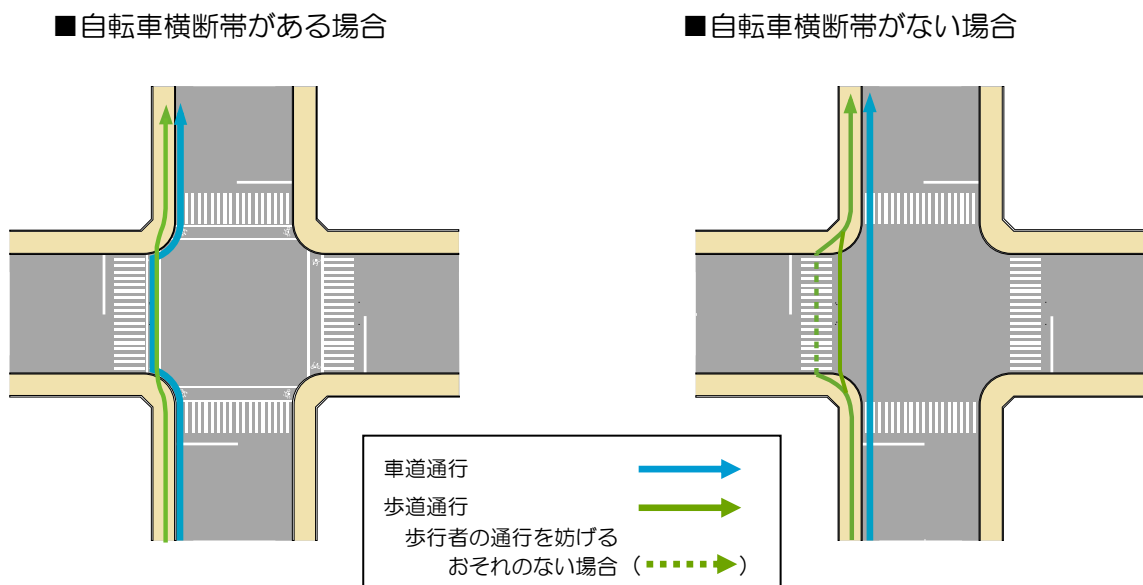 ■自転車横断帯がある場合
■自転車横断帯がない場合
車道通行
歩道通行
歩行者の通行を妨げる
おそれのない場合（　　　）